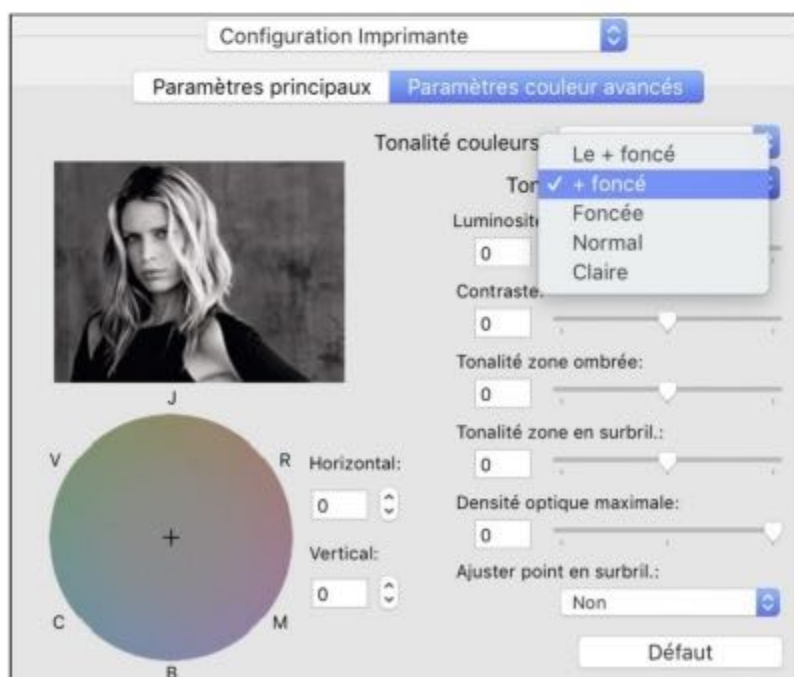 Configuration Imprimante
Paramètres principaux
Paramètres couleur avancés
Tonalité couleurs
Le + foncé
Ton
✓ + foncé
Luminosité
Foncée
0
Normal
Claire
Contraste:
0
Tonalité zone ombrée:
0
J
Tonalité zone en surbril.:
V
R
Horizontal:
0
0
Densité optique maximale:
0
Vertical:
Ajuster point en surbril.:
0
Non
C
M
B
Défaut